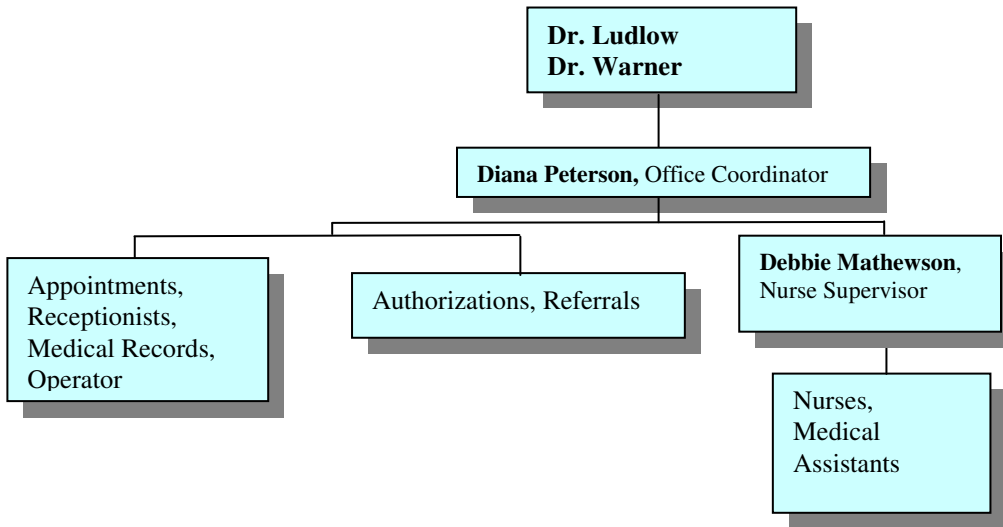 Dr. Ludlow
Dr. Warner
Diana Peterson, Office Coordinator
Appointments,
Receptionists,
Medical Records,
Operator
Authorizations, Referrals
Debbie Mathewson,
Nurse Supervisor
Nurses,
Medical
Assistants